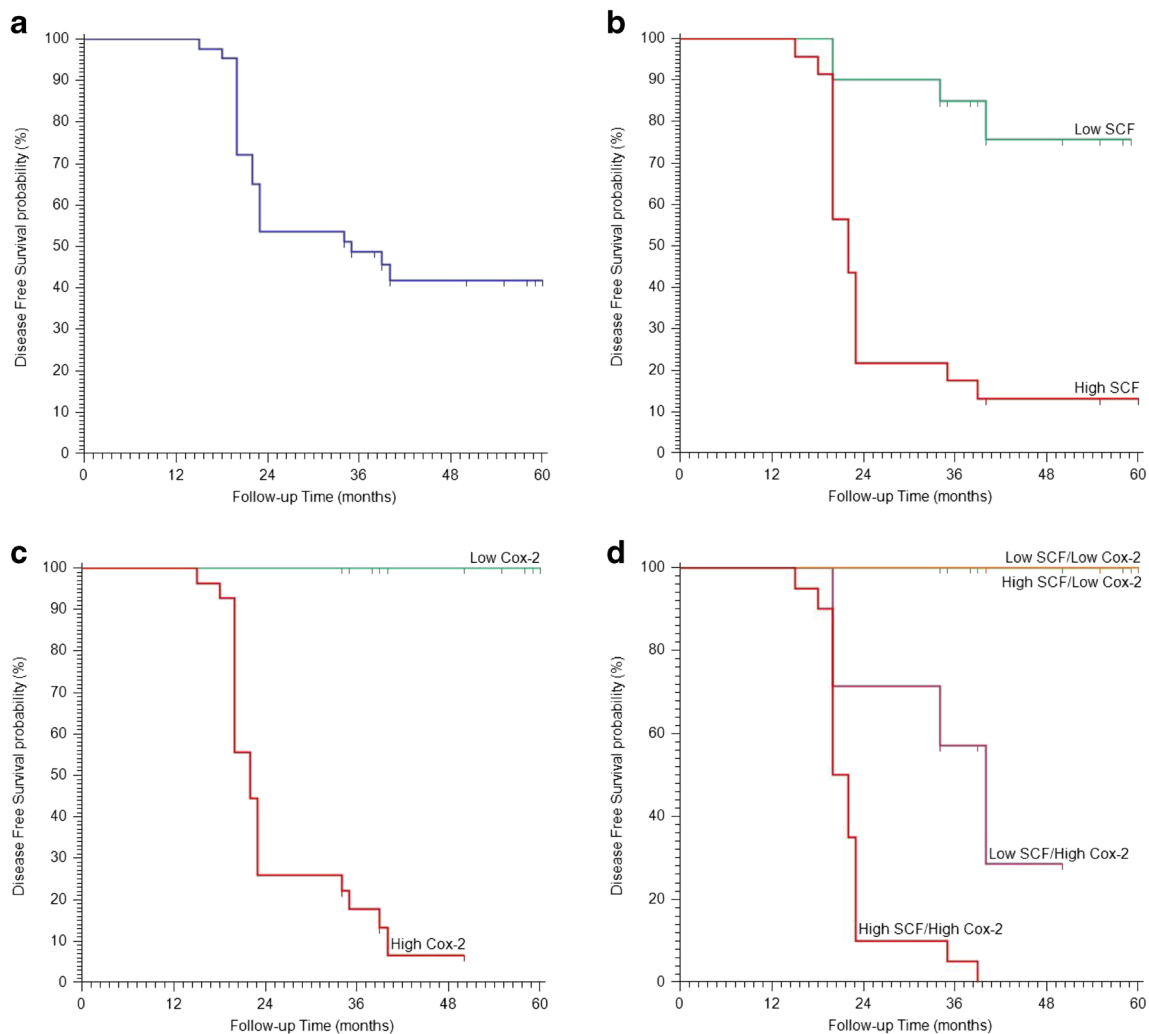 a
100
90
80
70
60
50
40
30
20
10
0
Disease Free Survival probability (%)
0 12 24 36 48 60
Follow-up Time (months)
b
100
90
80
70
60
50
40
30
20
10
0
Disease Free Survival probability (%)
Low SCF
High SCF
0 12 24 36 48 60
Follow-up Time (months)
c
100
90
80
70
60
50
40
30
20
10
0
Disease Free Survival probability (%)
Low Cox-2
High Cox-2
0 12 24 36 48 60
Follow-up Time (months)
d
100
80
60
40
20
0
Disease Free Survival probability (%)
Low SCF/Low Cox-2
High SCF/Low Cox-2
Low SCF/High Cox-2
High SCF/High Cox-2
0 12 24 36 48 60
Follow-up Time (months)